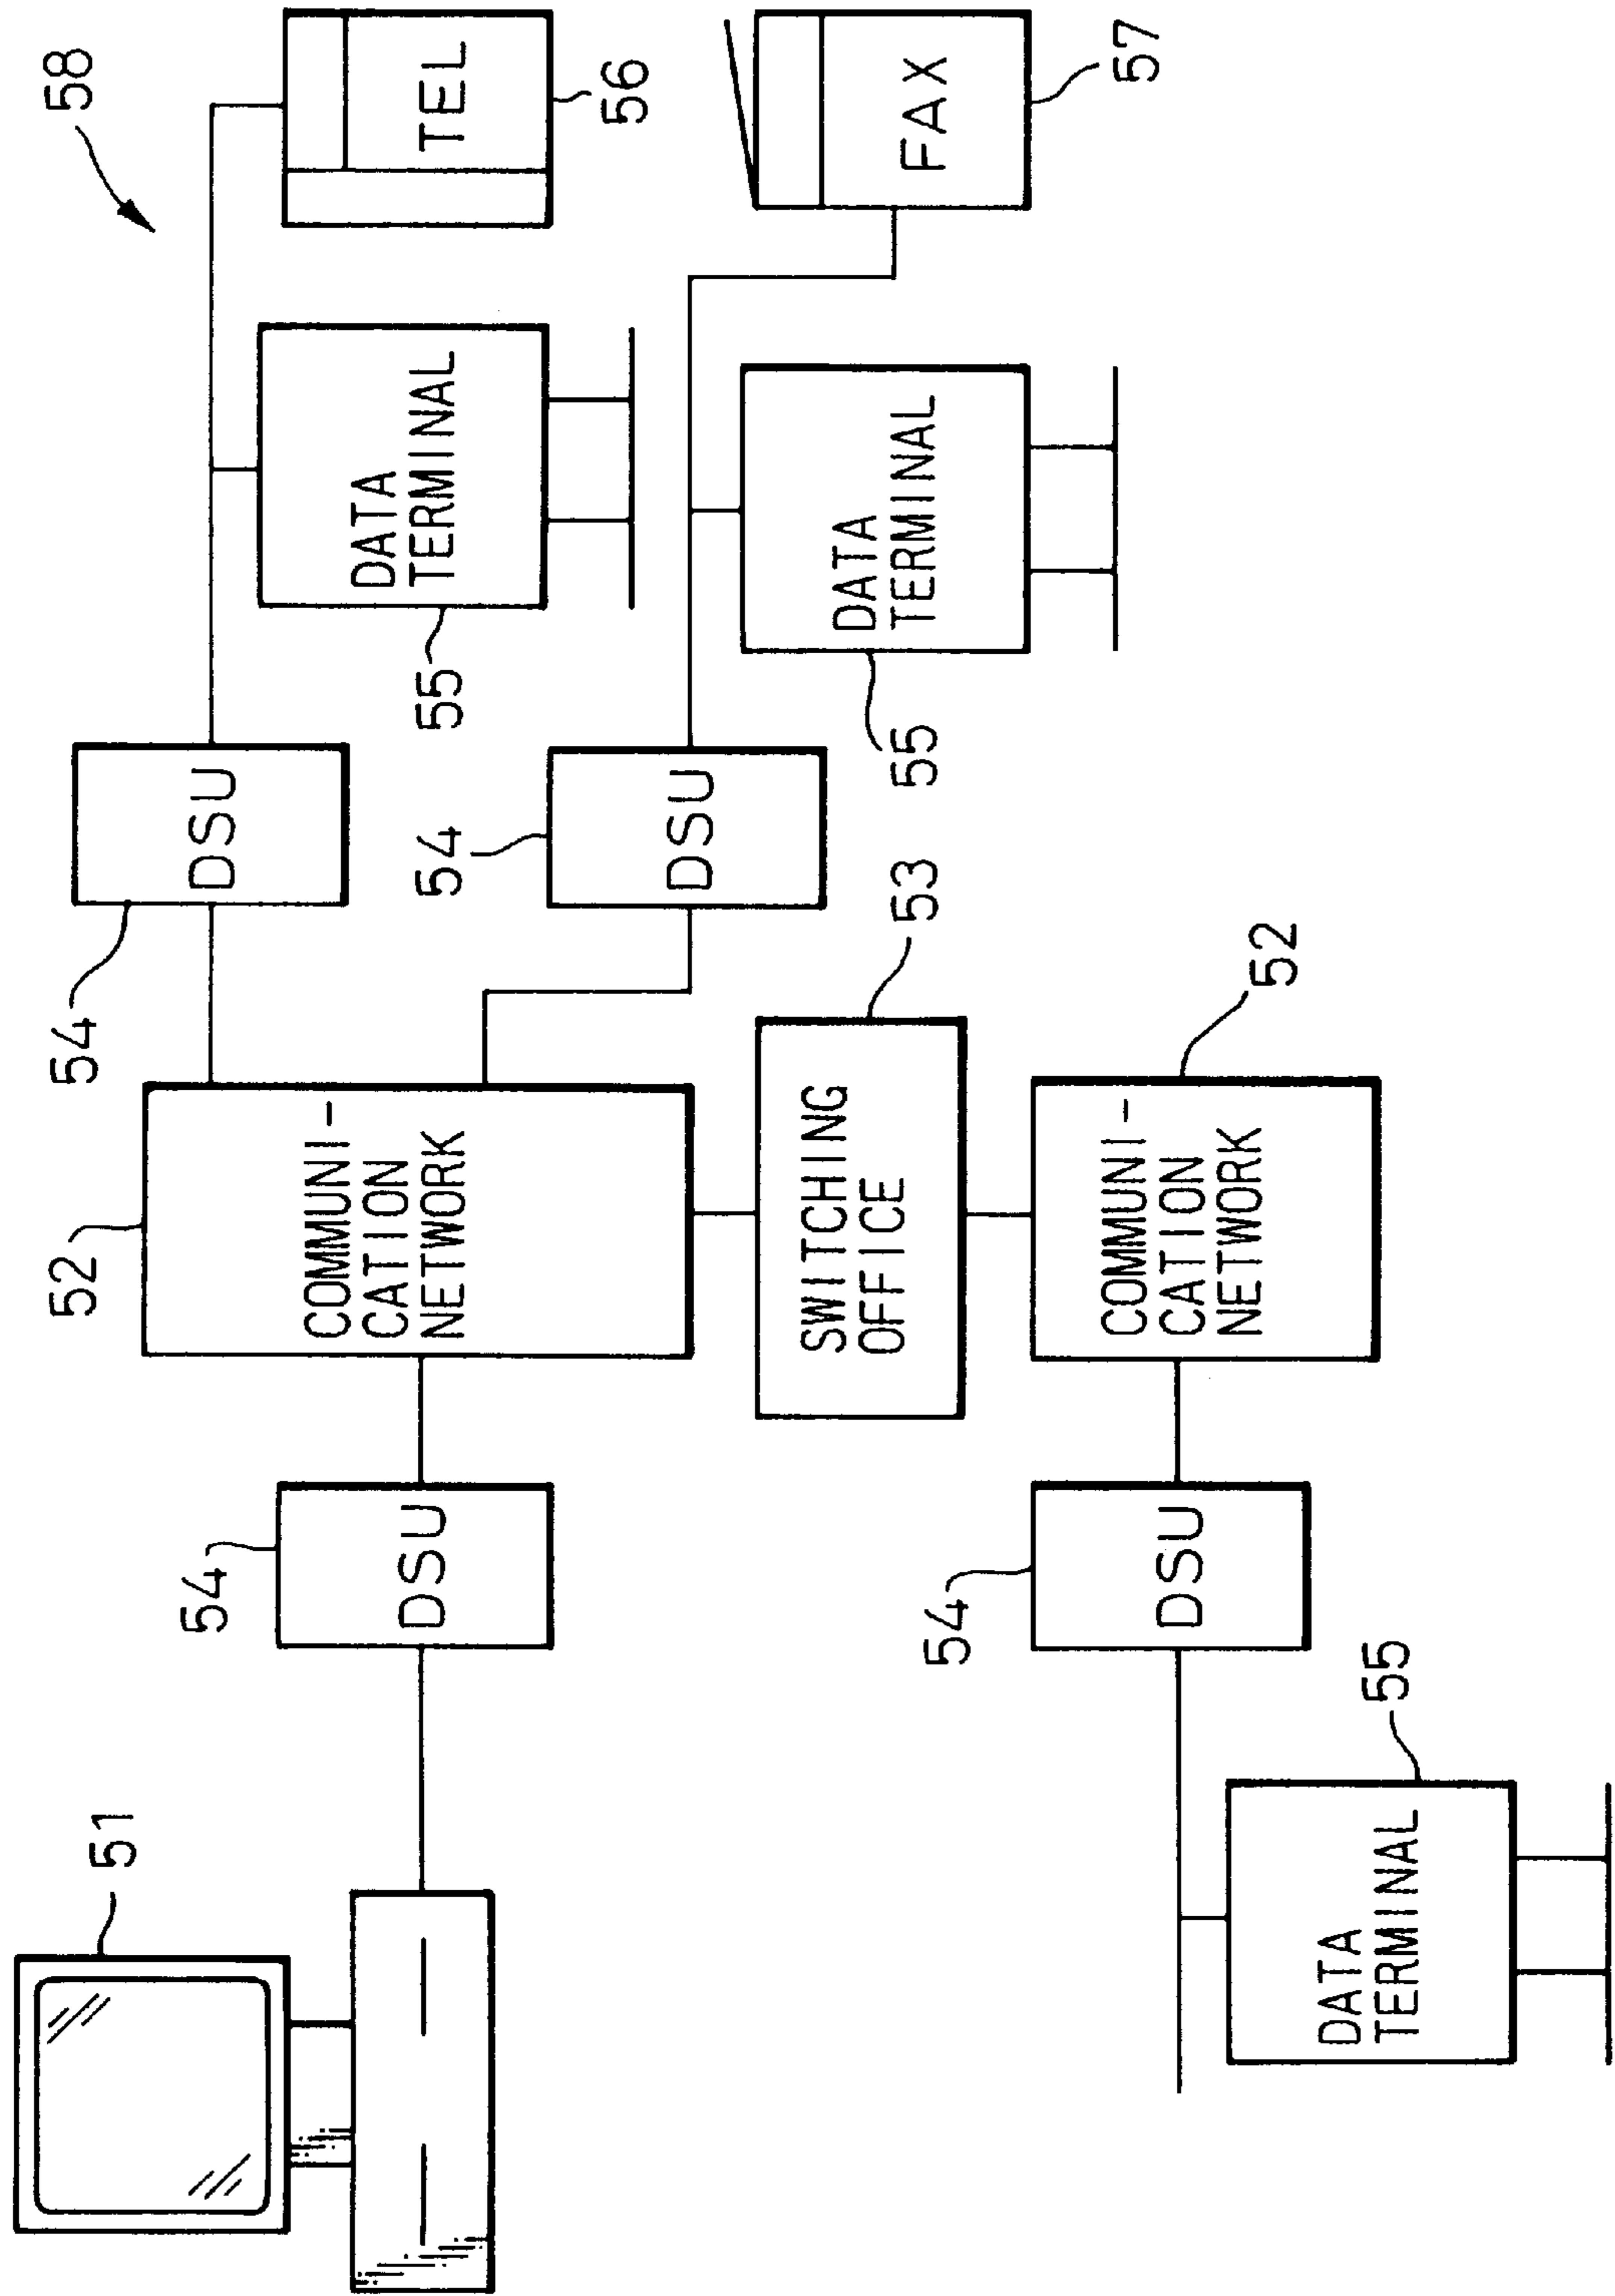 51
52
54
58
54
DSU
DSU
COMMUNI-
CATION
NETWORK
DATA
TERMINAL
TEL
55
54
56
DSU
SWITCHING
OFFICE
53
DATA
TERMINAL
55
FAX
57
54
DSU
COMMUNI-
CATION
NETWORK
52
DATA
TERMINAL
55